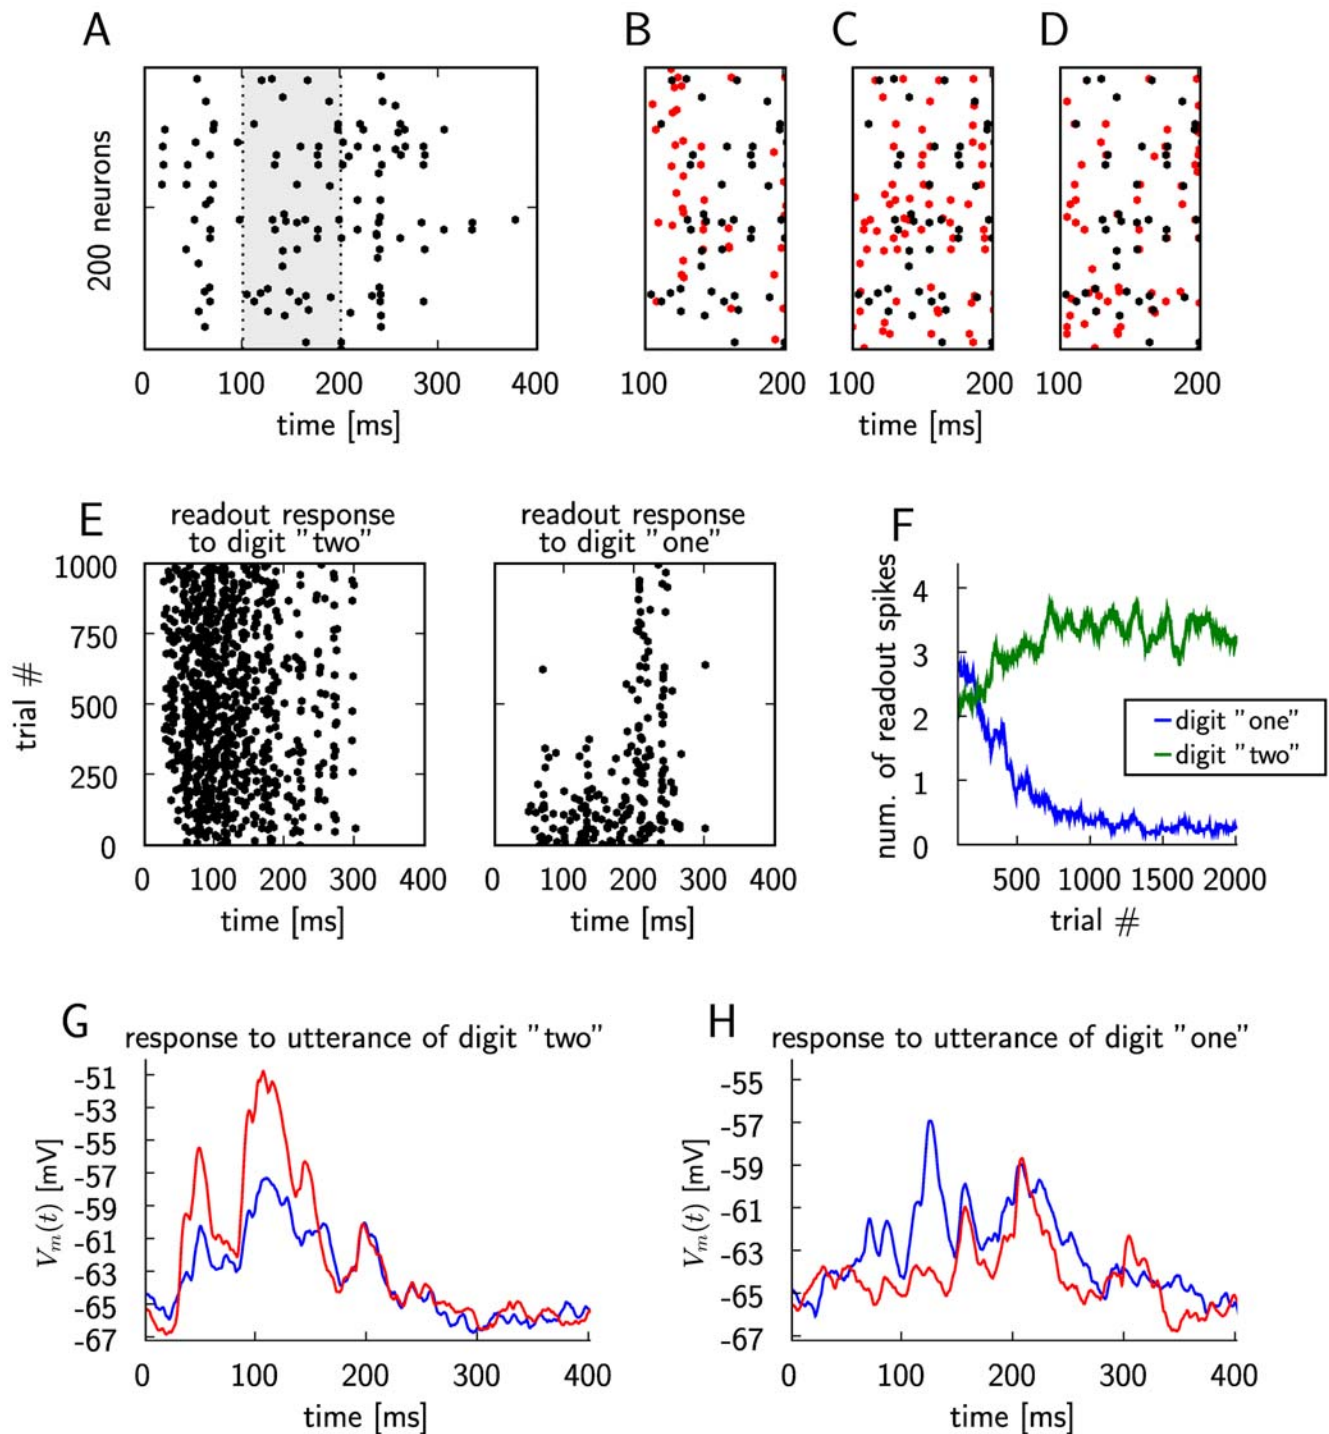 A
B
C
D
200 neurons
0 100 200 300 400
time [ms]
100 200
100 200
time [ms]
100 200
E
readout response
to digit "two"
readout response
to digit "one"
F
trial #
1000
750
500
250
0
0 100 200 300 400
time [ms]
0 100 200 300 400
time [ms]
num. of readout spikes
4
3
2
1
0
digit "one"
digit "two"
500 1000 1500 2000
trial #
G
response to utterance of digit "two"
V_m(t) [mV]
-51
-53
-55
-57
-59
-61
-63
-65
-67
0 100 200 300 400
time [ms]
H
response to utterance of digit "one"
V_m(t) [mV]
-55
-57
-59
-61
-63
-65
-67
0 100 200 300 400
time [ms]